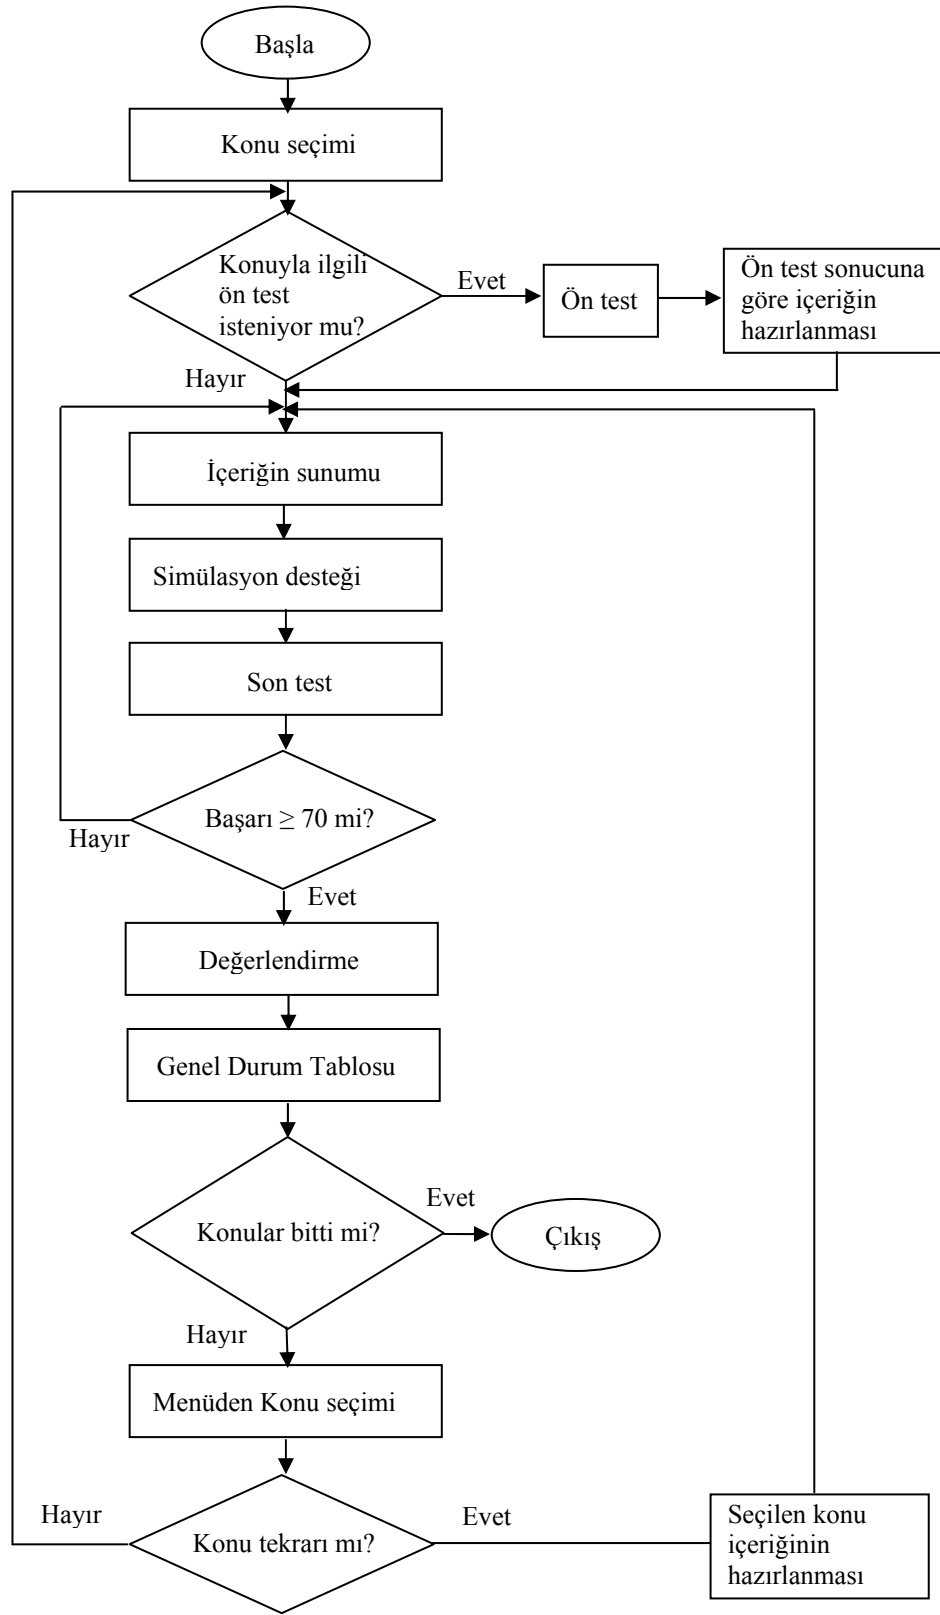 Başla
Konu seçimi
Konuyla ilgili
ön test
isteniyor mu?
Evet
Ön test
Ön test sonucuna
göre içeriğin
hazırlanması
Hayır
İçeriğin sunumu
Simülasyon desteği
Son test
Başarı ≥ 70 mi?
Hayır
Evet
Değerlendirme
Genel Durum Tablosu
Konular bitti mi?
Evet
Çıkış
Hayır
Menüden Konu seçimi
Konu tekrarı mı?
Hayır
Evet
Seçilen konu
içeriğinin
hazırlanması